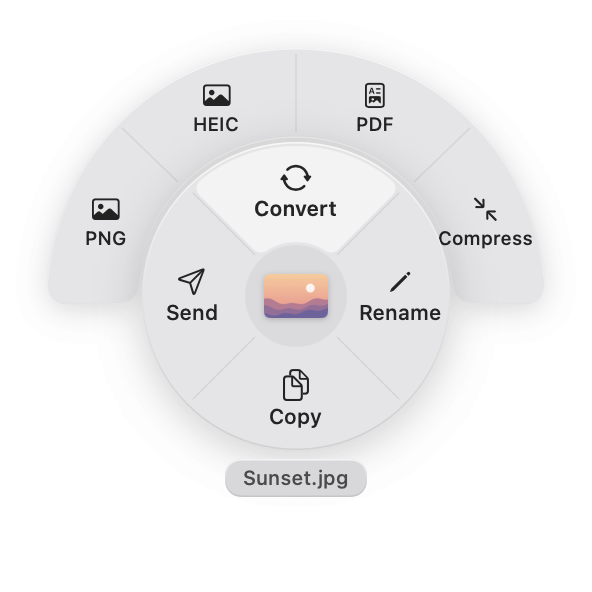 HEIC
PDF
PNG
Compress
Convert
Send
Rename
Copy
Sunset.jpg